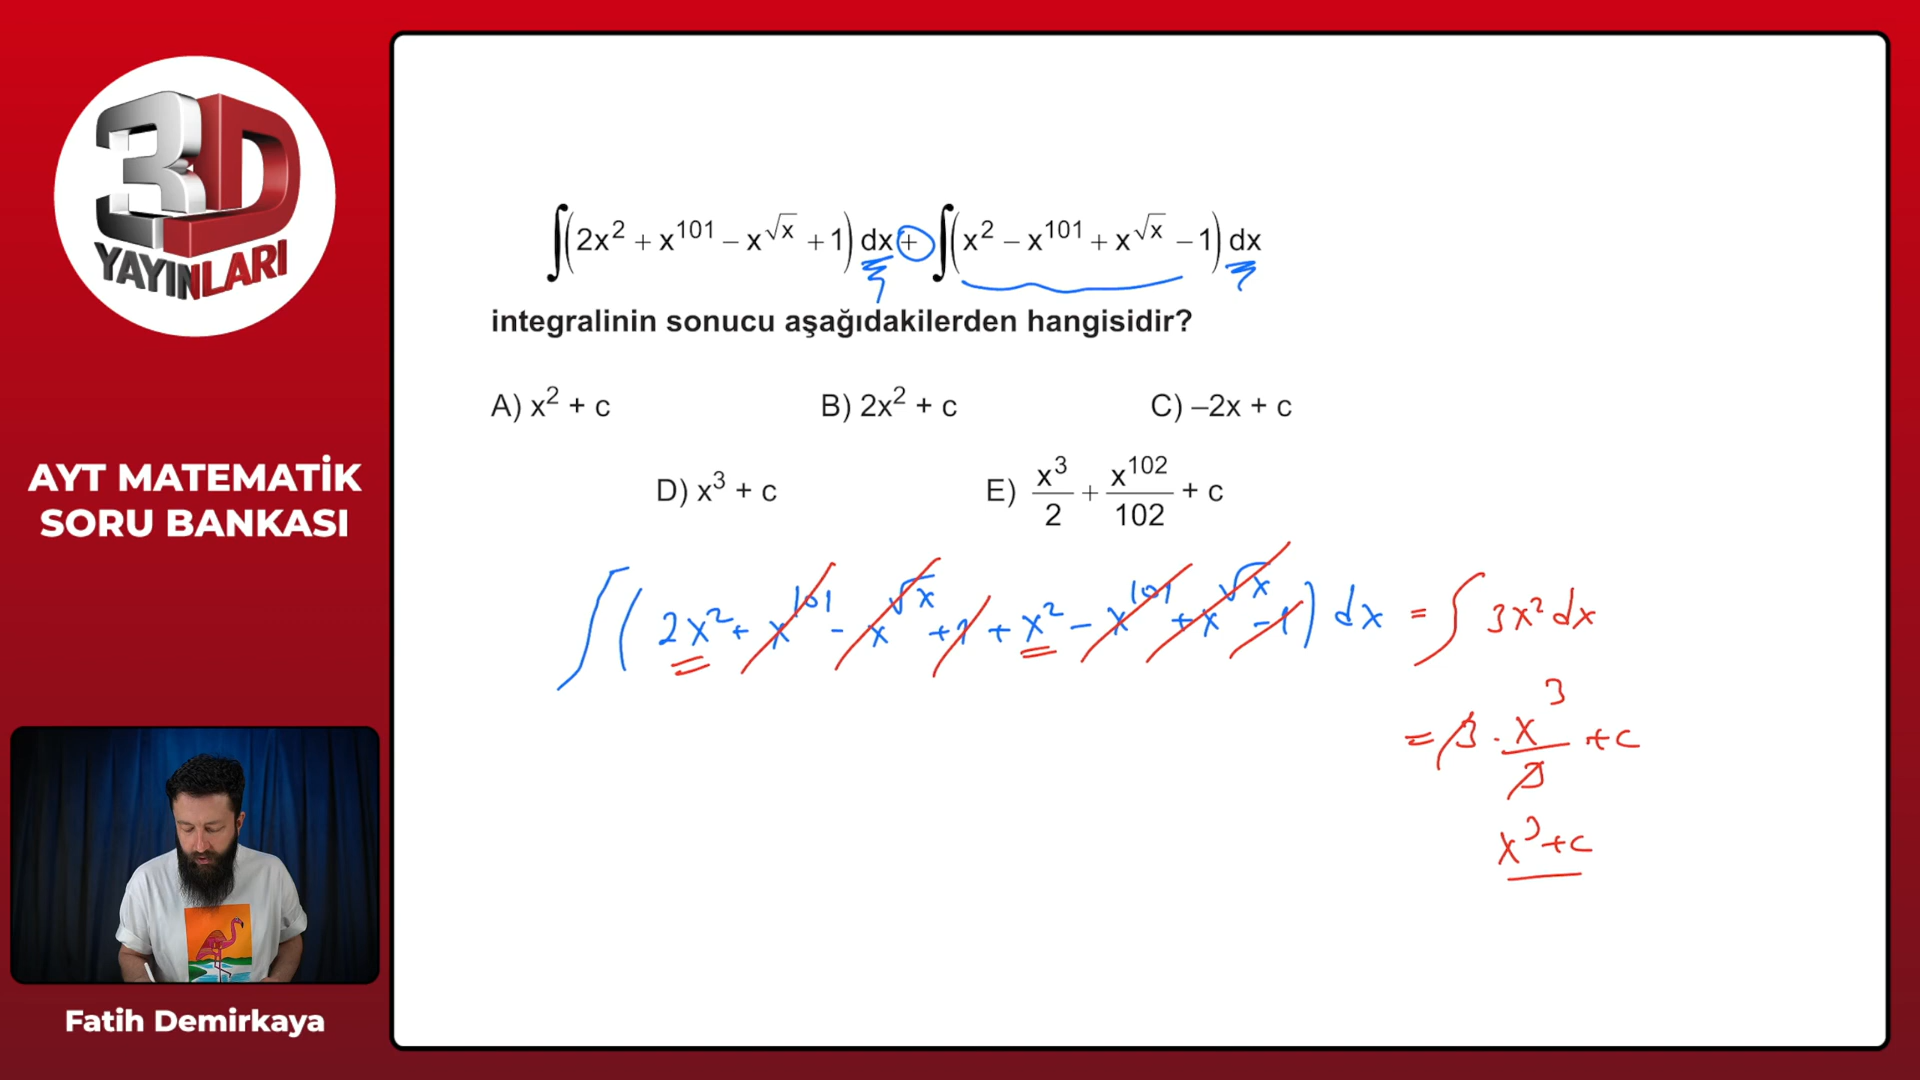 3D
YAYINLARI
AYT MATEMATİK
SORU BANKASI
Fatih Demirkaya
∫(2x² + x¹⁰¹ – x^√x + 1) dx + ∫(x² – x¹⁰¹ + x^√x – 1) dx
integralinin sonucu aşağıdakilerden hangisidir?
A) x² + c B) 2x² + c C) –2x + c
D) x³ + c E) x³/2 + x¹⁰²/102 + c
∫(2x² + x¹⁰¹ - x^√x + 1 + x² - x¹⁰¹ + x^√x - 1) dx = ∫ 3x² dx
= 3 · x³/3 + c
x³ + c